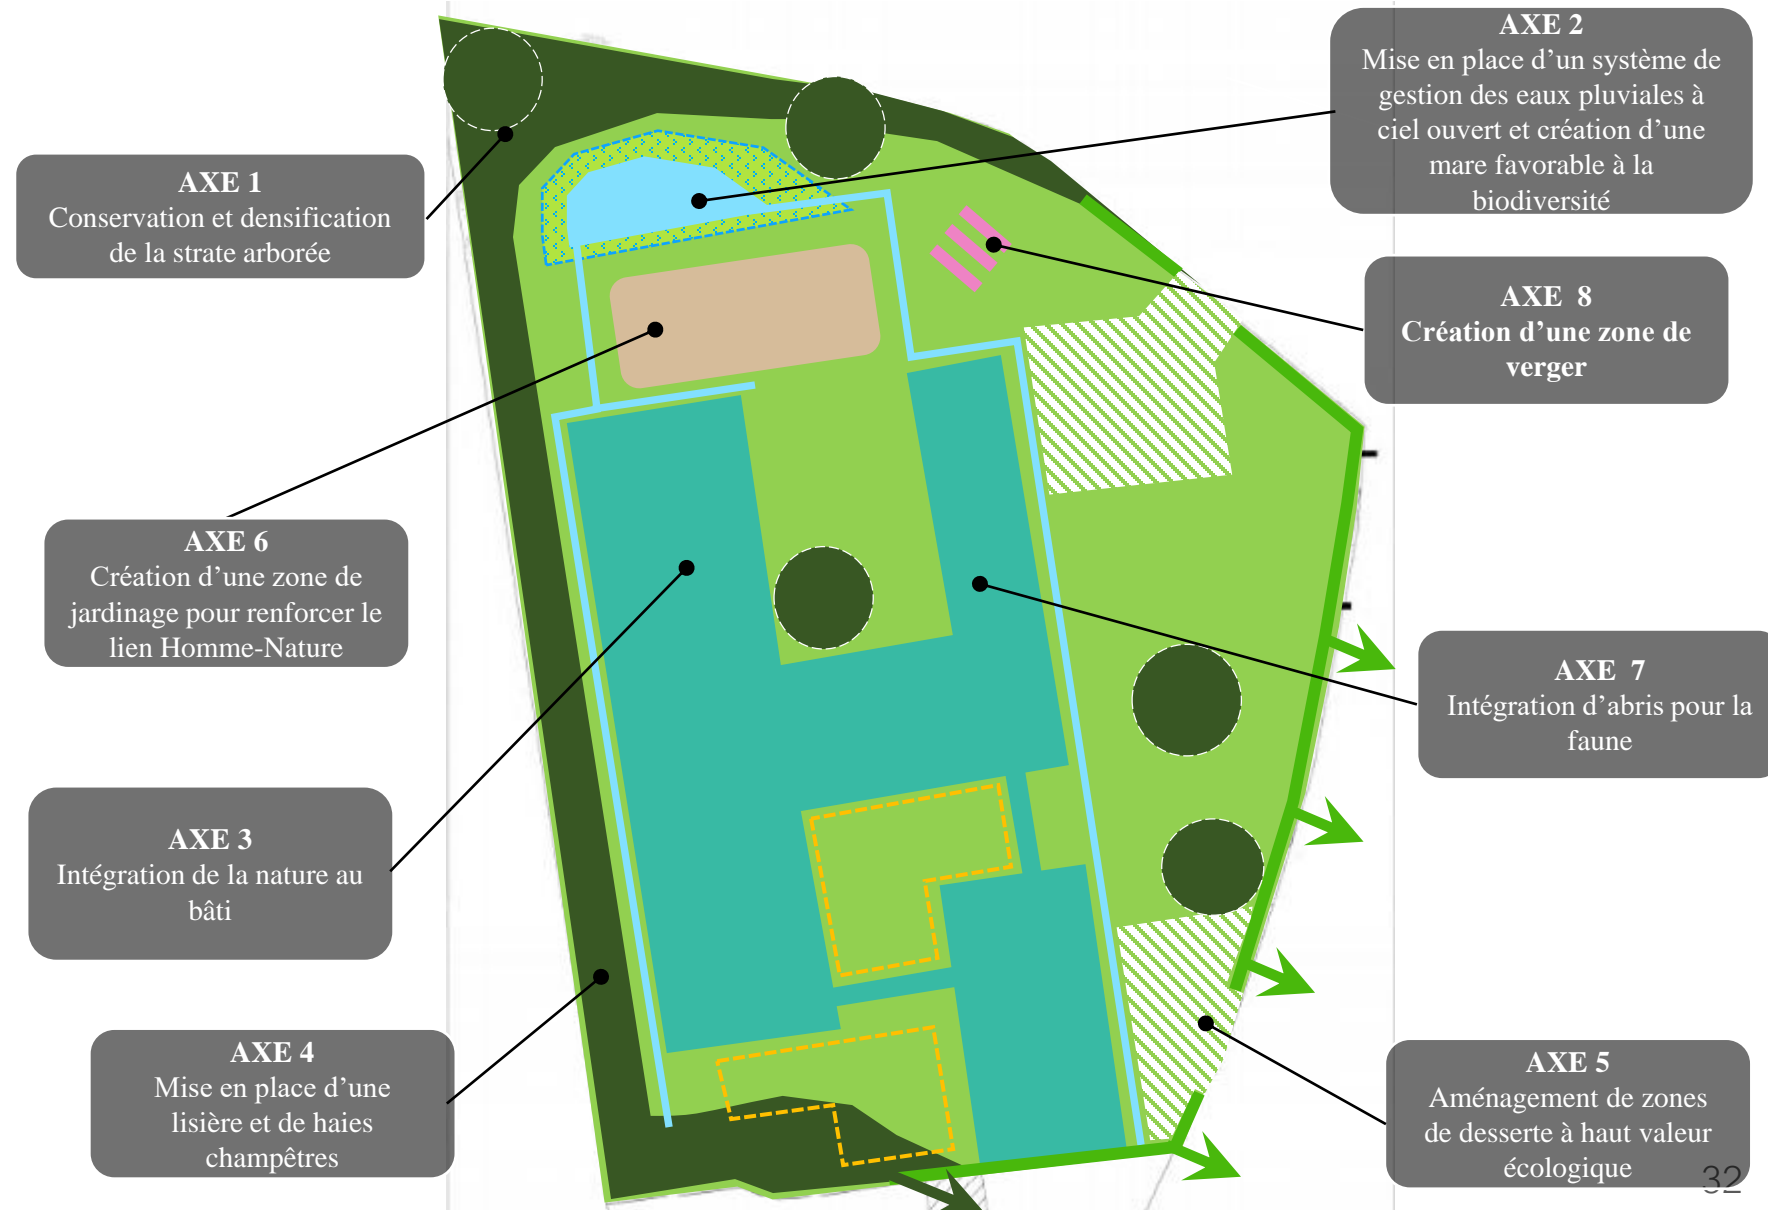 AXE 2
Mise en place d’un système de
gestion des eaux pluviales à
ciel ouvert et création d’une
mare favorable à la
biodiversité
AXE 1
Conservation et densification
de la strate arborée
AXE 8
Création d’une zone de
verger
AXE 6
Création d’une zone de
jardinage pour renforcer le
lien Homme-Nature
AXE 7
Intégration d’abris pour la
faune
AXE 3
Intégration de la nature au
bâti
AXE 4
Mise en place d’une
lisière et de haies
champêtres
AXE 5
Aménagement de zones
de desserte à haut valeur
écologique
32